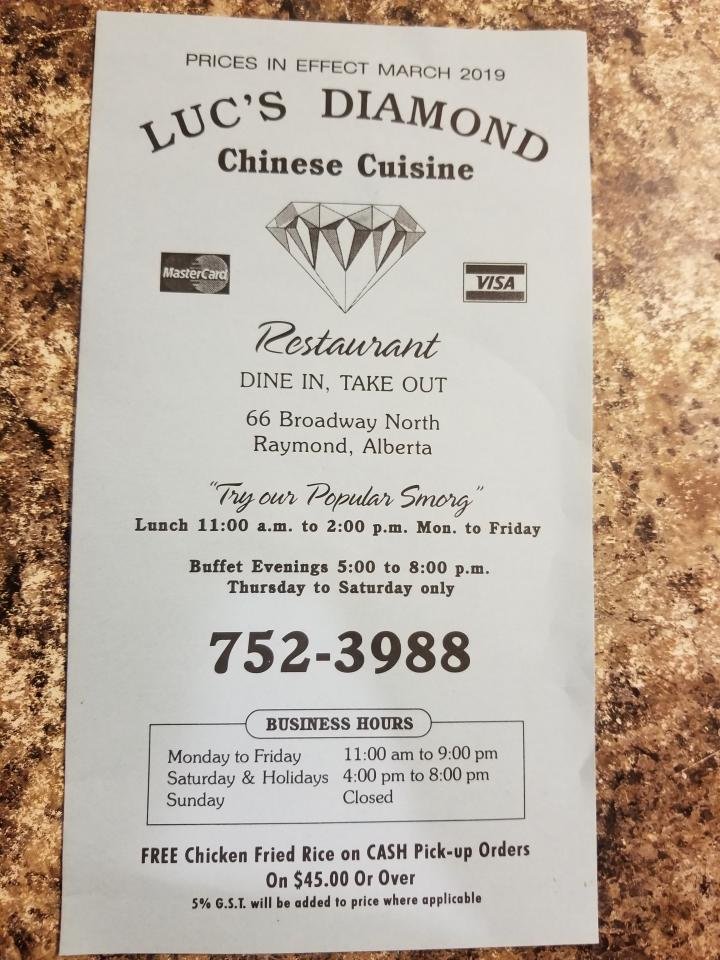 PRICES IN EFFECT MARCH 2019
LUC'S DIAMOND
Chinese Cuisine
MasterCard
VISA
Restaurant
DINE IN, TAKE OUT
66 Broadway North
Raymond, Alberta
"Try our Popular Smorg"
Lunch 11:00 a.m. to 2:00 p.m. Mon. to Friday
Buffet Evenings 5:00 to 8:00 p.m.
Thursday to Saturday only
752-3988
BUSINESS HOURS
Monday to Friday 11:00 am to 9:00 pm
Saturday & Holidays 4:00 pm to 8:00 pm
Sunday Closed
FREE Chicken Fried Rice on CASH Pick-up Orders
On $45.00 Or Over
5% G.S.T. will be added to price where applicable